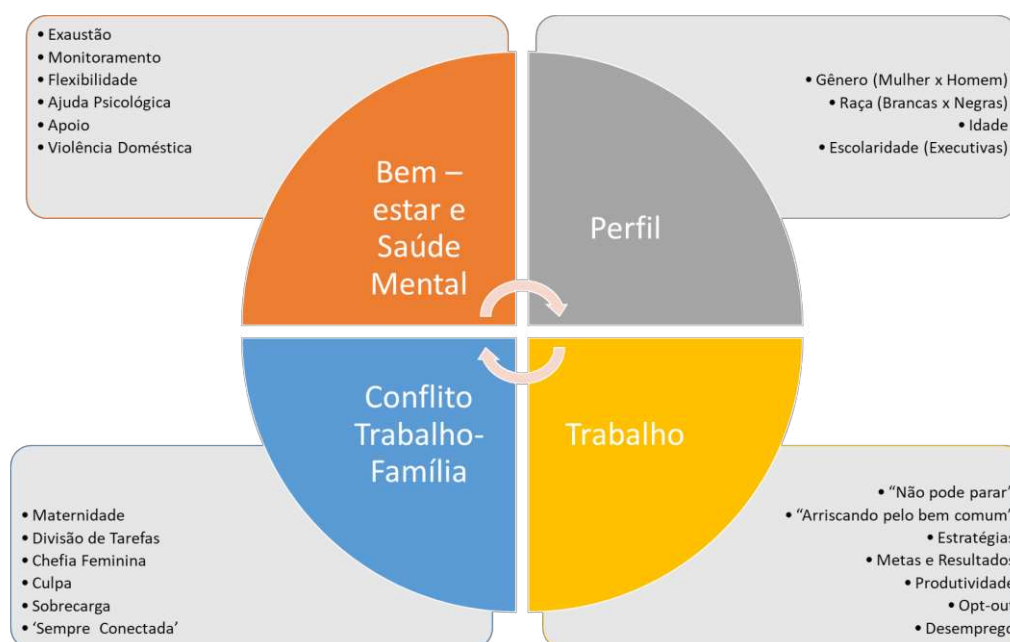 • Exaustão
• Monitoramento
• Flexibilidade
• Ajuda Psicológica
• Apoio
• Violência Doméstica
Bem –
estar e
Saúde
Mental
• Gênero (Mulher x Homem)
• Raça (Brancas x Negras)
• Idade
• Escolaridade (Executivas)
Perfil
Conflito
Trabalho-
Família
• Maternidade
• Divisão de Tarefas
• Chefia Feminina
• Culpa
• Sobrecarga
• ‘Sempre Conectada’
Trabalho
• “Não pode parar”
• “Arriscando pelo bem comum”
• Estratégias
• Metas e Resultados
• Produtividade
• Opt-out
• Desemprego